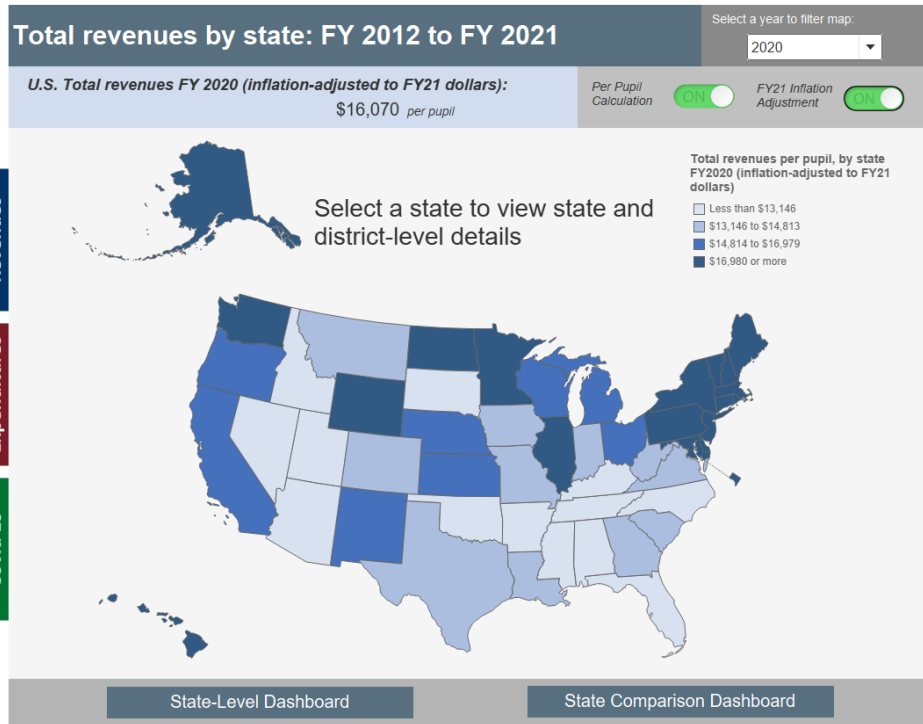 Total revenues by state: FY 2012 to FY 2021
Select a year to filter map:
2020
U.S. Total revenues FY 2020 (inflation-adjusted to FY21 dollars):
$16,070 per pupil
Per Pupil
Calculation
ON
FY21 Inflation
Adjustment
ON
Select a state to view state and
district-level details
Total revenues per pupil, by state
FY2020 (inflation-adjusted to FY21
dollars)
Less than $13,146
$13,146 to $14,813
$14,814 to $16,979
$16,980 or more
State-Level Dashboard
State Comparison Dashboard